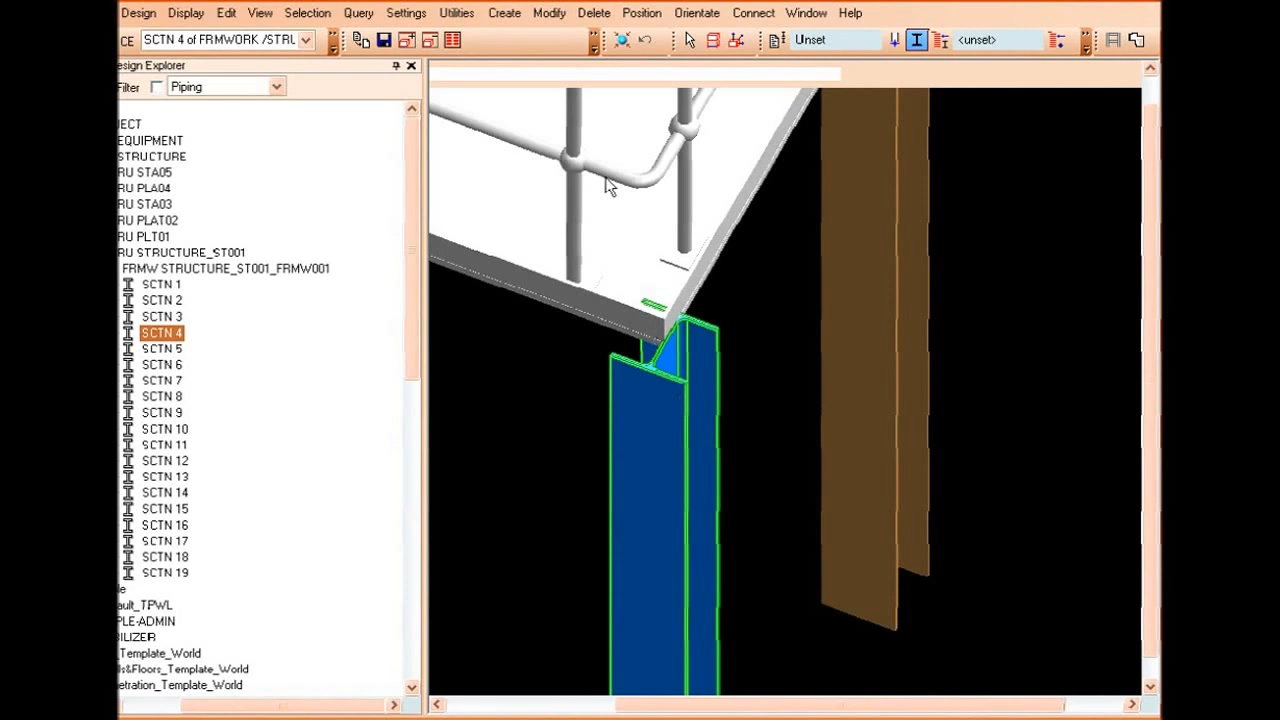 Design Display Edit View Selection Query Settings Utilities Create Modify Delete Position Orientate Connect Window Help
CE SCTN 4 of FRMWORK /STRL Unset <unset>
esign Explorer
Filter Piping
JECT
EQUIPMENT
STRUCTURE
RU STA05
RU PLA04
RU STA03
RU PLAT02
RU PLT01
RU STRUCTURE_ST001
FRMW STRUCTURE_ST001_FRMW001
SCTN 1
SCTN 2
SCTN 3
SCTN 4
SCTN 5
SCTN 6
SCTN 7
SCTN 8
SCTN 9
SCTN 10
SCTN 11
SCTN 12
SCTN 13
SCTN 14
SCTN 15
SCTN 16
SCTN 17
SCTN 18
SCTN 19
le
ault_TPWL
PLE-ADMIN
BILIZER
_Template_World
ls&Floors_Template_World
netration_Template_World